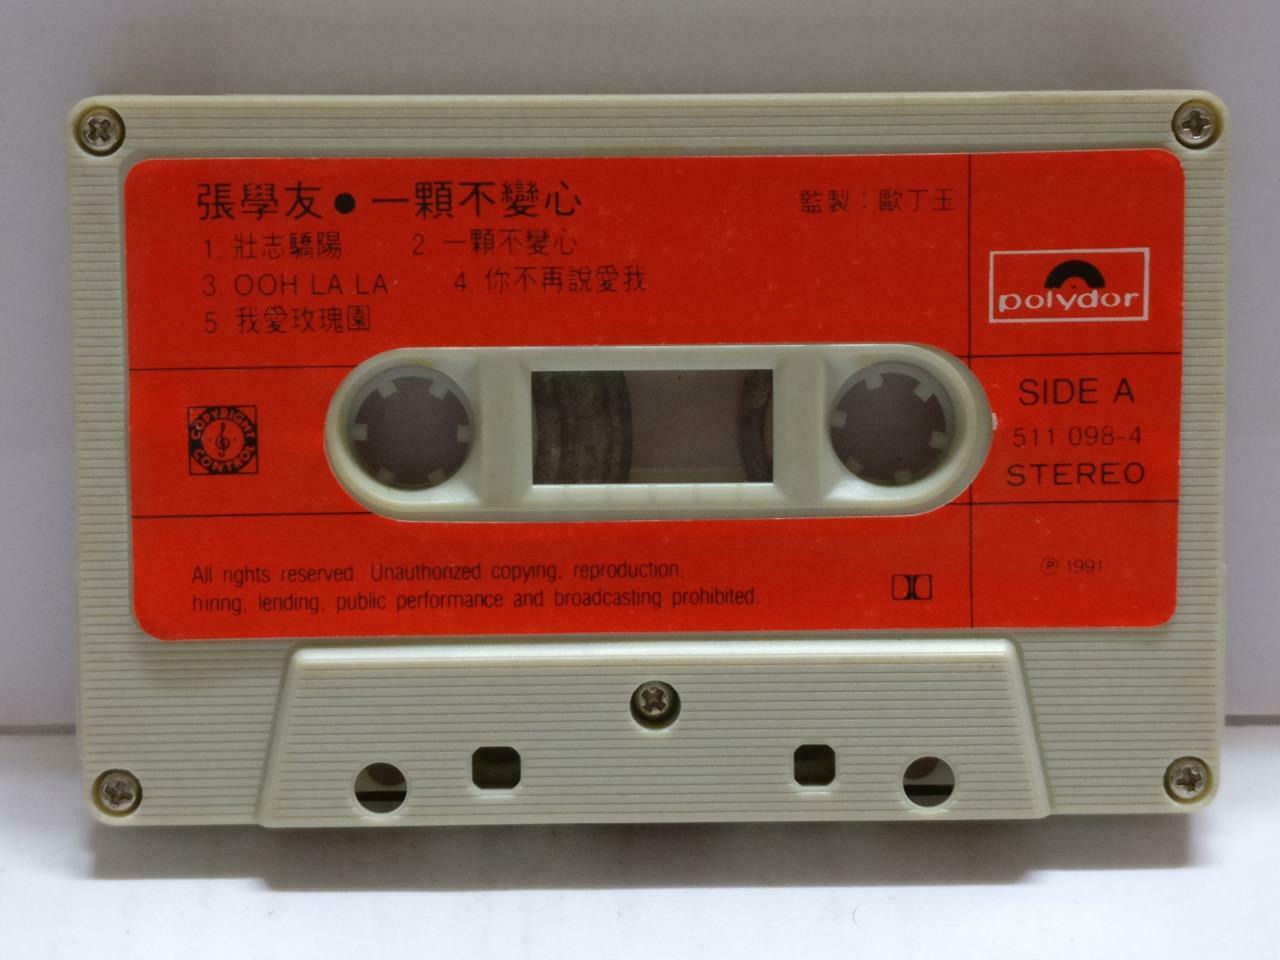 張學友●一顆不變心
監製：歐丁玉
1. 壯志驕陽 2. 一顆不變心
3. OOH LA LA 4. 你不再說愛我
5. 我愛玫瑰園
polydor
COPYRIGHT CONTROL
SIDE A
511 098-4
STEREO
All rights reserved. Unauthorized copying, reproduction,
hiring, lending, public performance and broadcasting prohibited.
℗ 1991